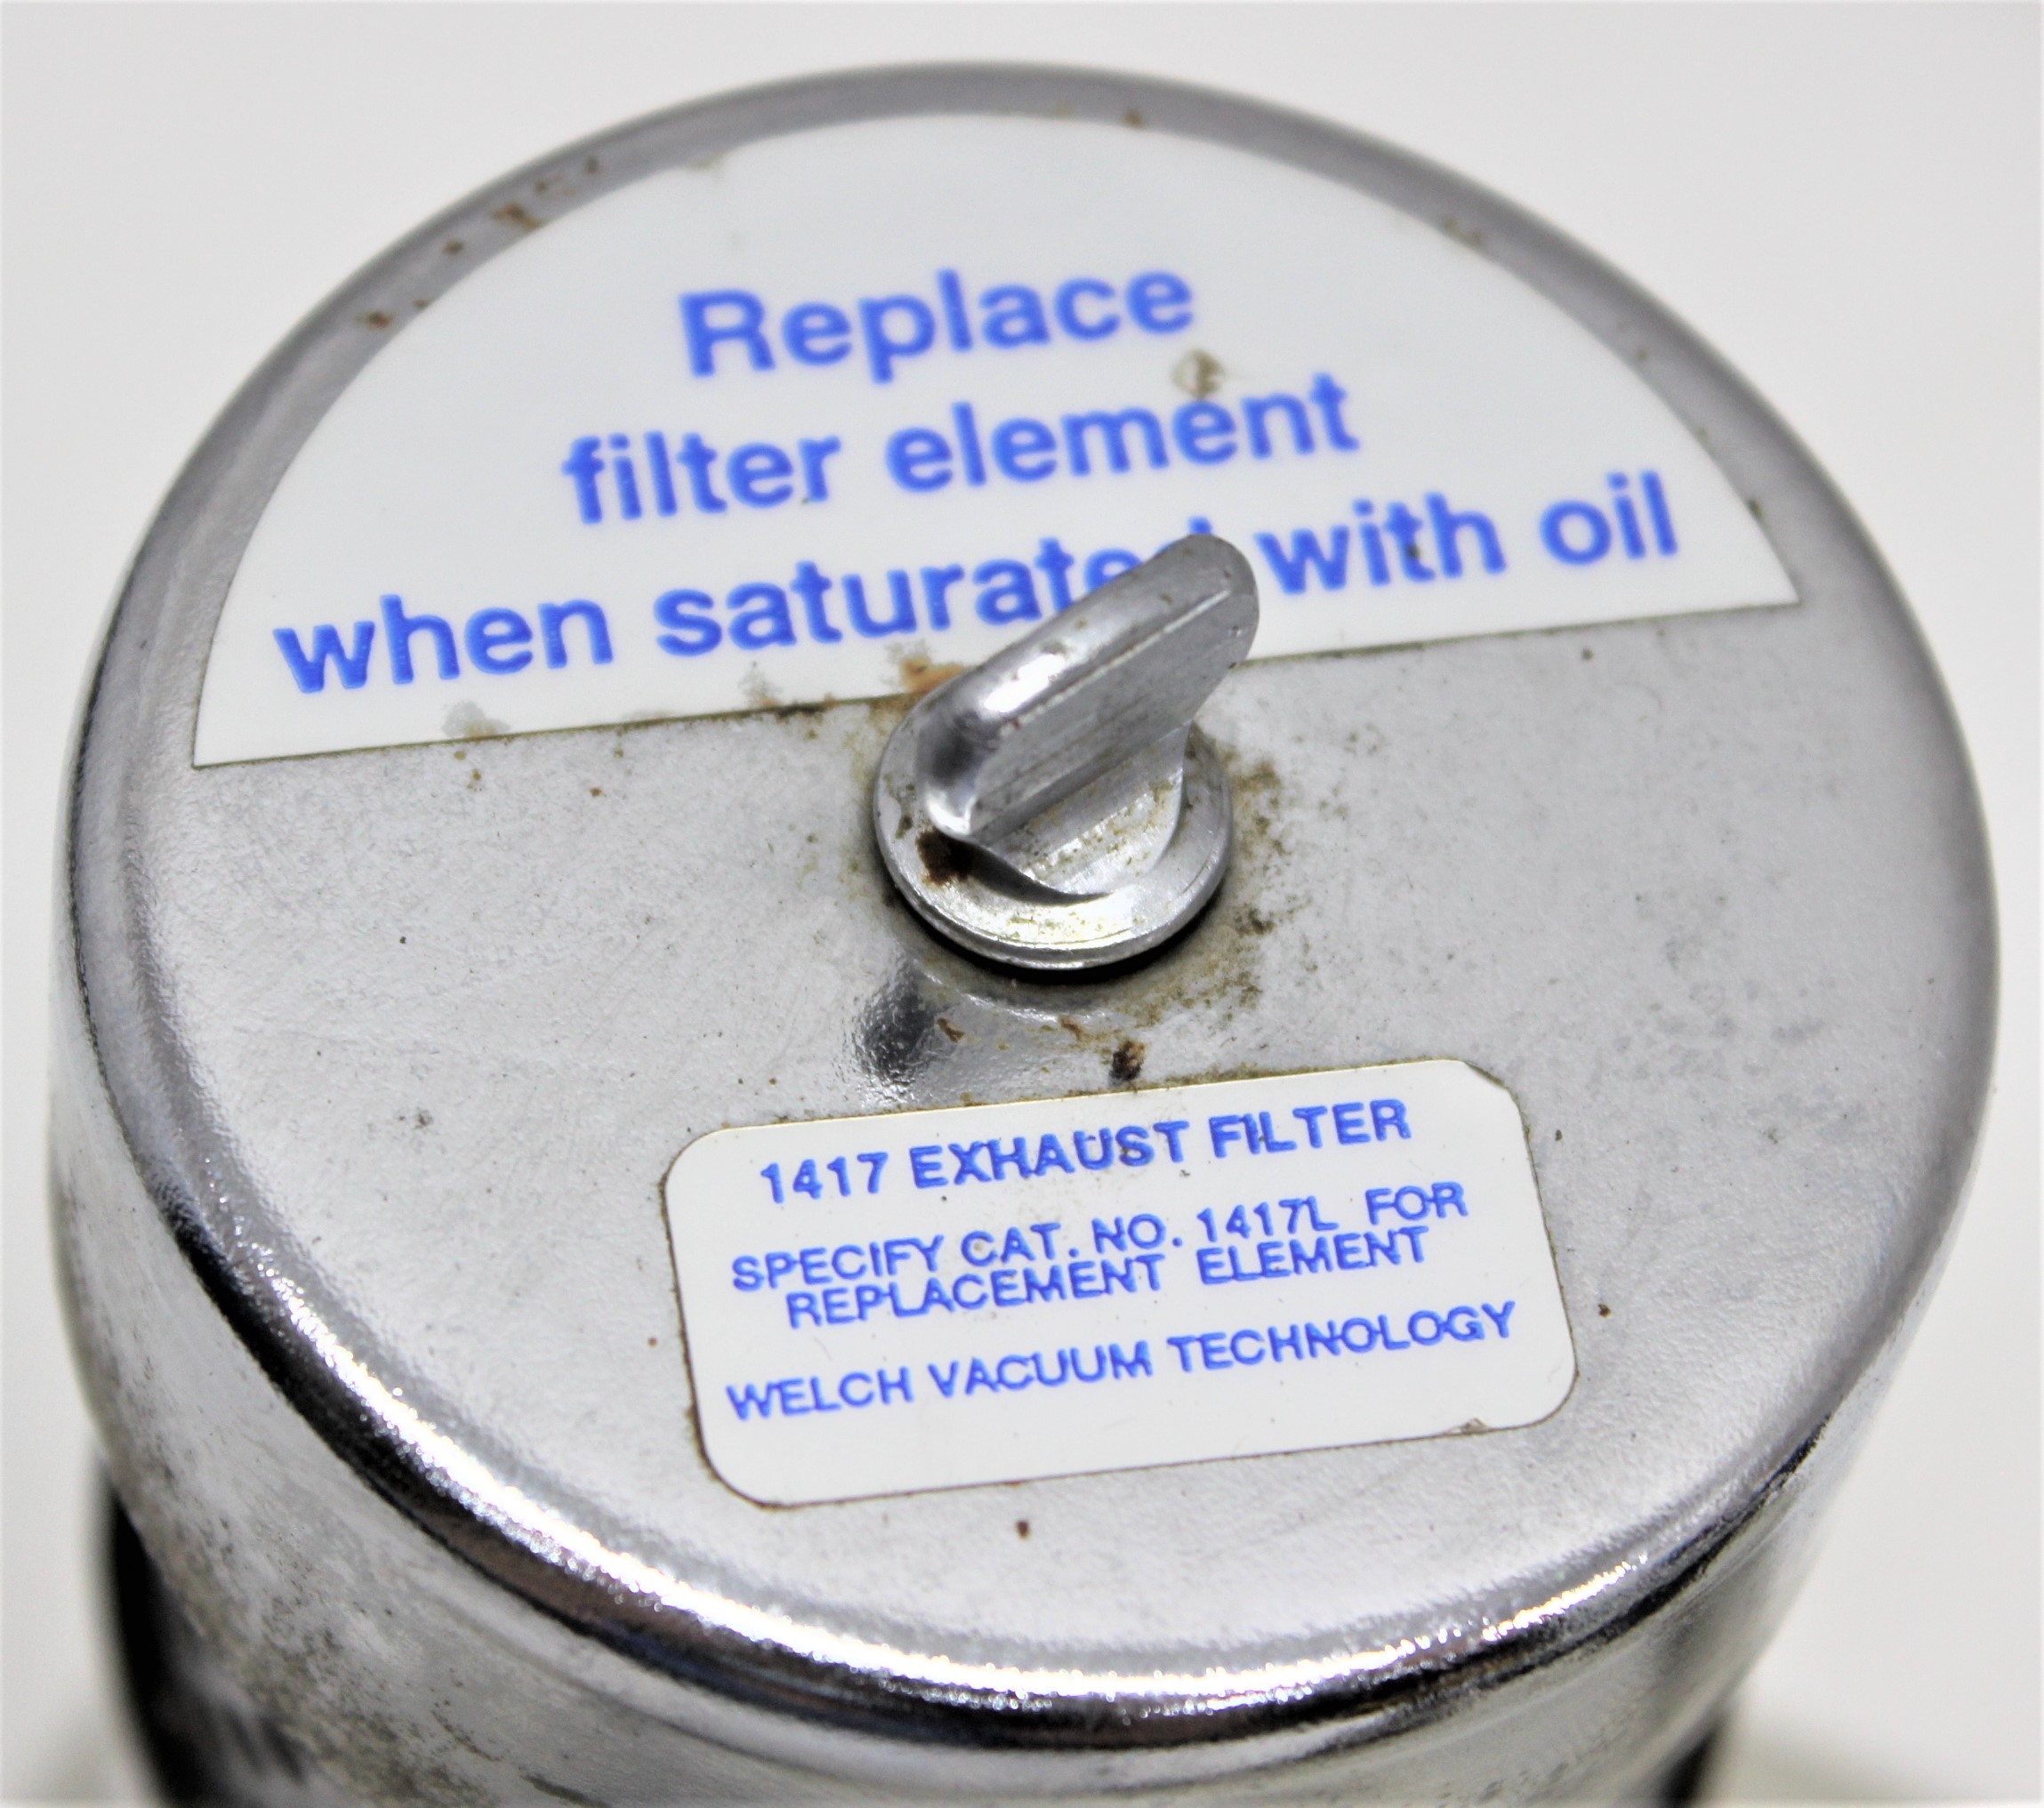 Replace
filter element
when saturated with oil
1417 EXHAUST FILTER
SPECIFY CAT. NO. 1417L FOR
REPLACEMENT ELEMENT
WELCH VACUUM TECHNOLOGY